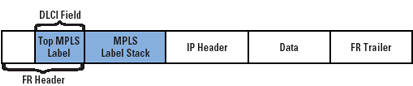 DLCI Field
Top MPLS
Label
MPLS
Label Stack
IP Header
Data
FR Trailer
FR Header